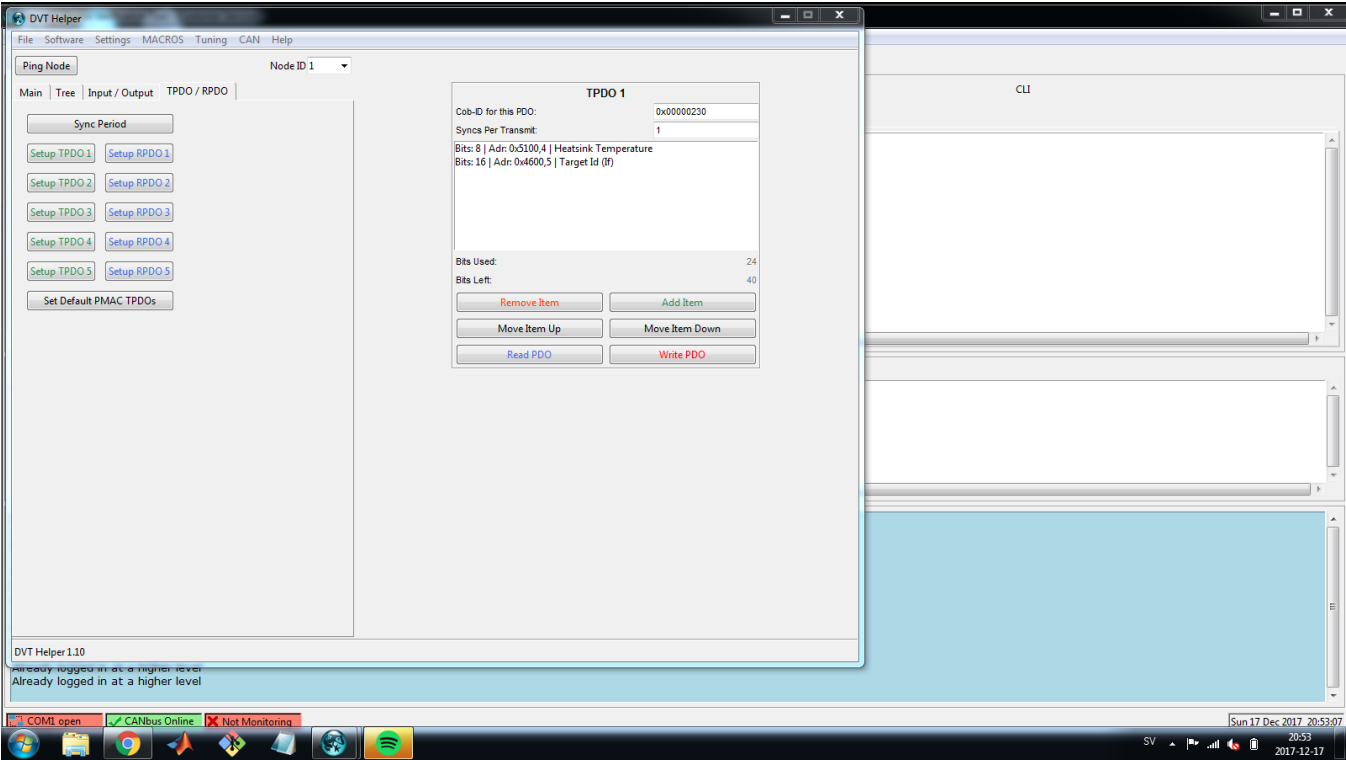 DVT Helper
File Software Settings MACROS Tuning CAN Help
Ping Node
Node ID 1
Main Tree Input / Output TPDO / RPDO
Sync Period
Setup TPDO 1 Setup RPDO 1
Setup TPDO 2 Setup RPDO 2
Setup TPDO 3 Setup RPDO 3
Setup TPDO 4 Setup RPDO 4
Setup TPDO 5 Setup RPDO 5
Set Default PMAC TPDOs
TPDO 1
Cob-ID for this PDO: 0x00000230
Syncs Per Transmit: 1
Bits: 8 | Adr: 0x5100,4 | Heatsink Temperature
Bits: 16 | Adr: 0x4600,5 | Target Id (If)
Bits Used: 24
Bits Left: 40
Remove Item Add Item
Move Item Up Move Item Down
Read PDO Write PDO
CLI
DVT Helper 1.10
Already logged in at a higher level
Already logged in at a higher level
COM1 open CANbus Online Not Monitoring
Sun 17 Dec 2017 20:53:07
SV
20:53
2017-12-17